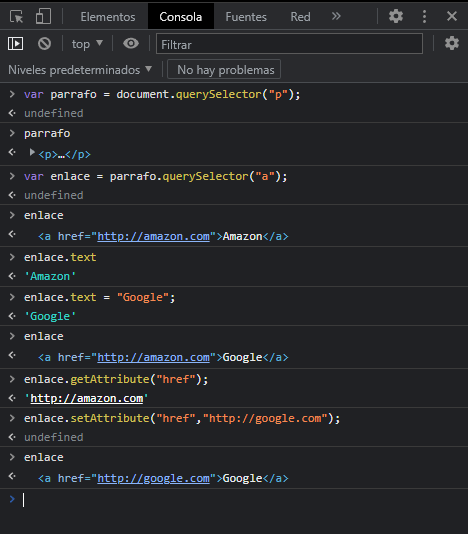 Elementos Consola Fuentes Red »
top ▼ Filtrar
Niveles predeterminados ▼ No hay problemas
> var parrafo = document.querySelector("p");
<· undefined
> parrafo
<· ▶<p>…</p>
> var enlace = parrafo.querySelector("a");
<· undefined
> enlace
<· <a href="http://amazon.com">Amazon</a>
> enlace.text
<· 'Amazon'
> enlace.text = "Google";
<· 'Google'
> enlace
<· <a href="http://amazon.com">Google</a>
> enlace.getAttribute("href");
<· 'http://amazon.com'
> enlace.setAttribute("href","http://google.com");
<· undefined
> enlace
<· <a href="http://google.com">Google</a>
>